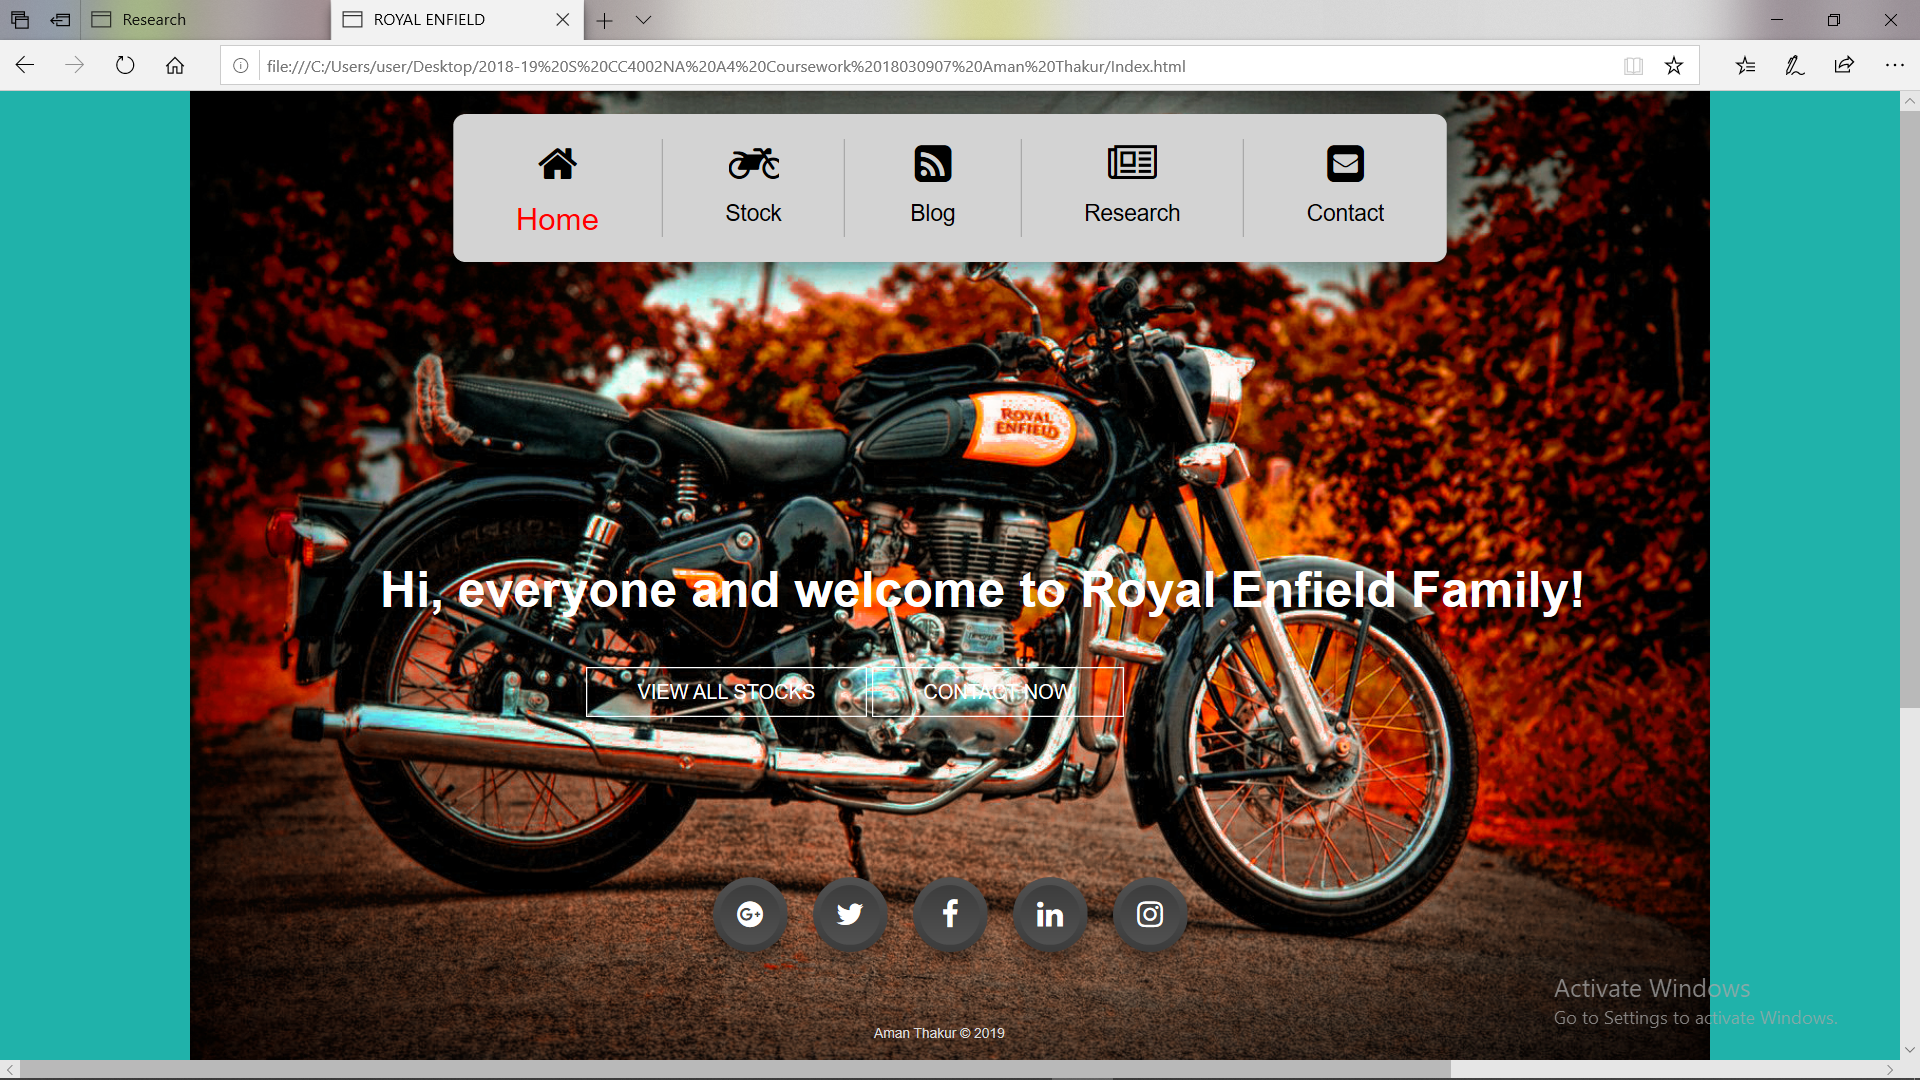 Research
ROYAL ENFIELD
file:///C:/Users/user/Desktop/2018-19%20S%20CC4002NA%20A4%20Coursework%2018030907%20Aman%20Thakur/Index.html
Home
Stock
Blog
Research
Contact
ROYAL
ENFIELD
Hi, everyone and welcome to Royal Enfield Family!
VIEW ALL STOCKS
CONTACT NOW
G+
f
in
Activate Windows
Go to Settings to activate Windows.
Aman Thakur © 2019